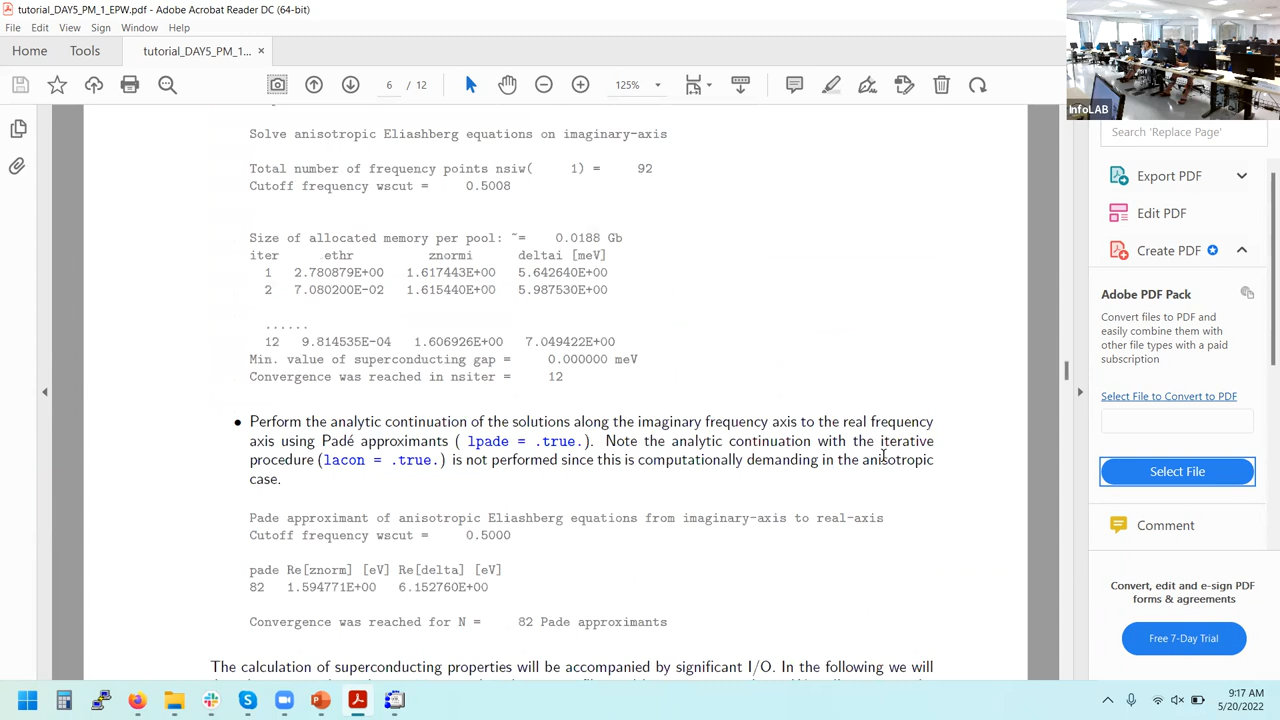 tutorial_DAY5_PM_1_EPW.pdf - Adobe Acrobat Reader DC (64-bit)
File Edit View Sign Window Help
Home Tools tutorial_DAY5_PM_1_... ×
6 / 12 125%
InfoLAB
Solve anisotropic Eliashberg equations on imaginary-axis
Total number of frequency points nsiw( 1) = 92
Cutoff frequency wscut = 0.5008
Size of allocated memory per pool: ~= 0.0188 Gb
iter ethr znormi deltai [meV]
1 2.780879E+00 1.617443E+00 5.642640E+00
2 7.080200E-02 1.615440E+00 5.987530E+00
......
12 9.814535E-04 1.606926E+00 7.049422E+00
Min. value of superconducting gap = 0.000000 meV
Convergence was reached in nsiter = 12
• Perform the analytic continuation of the solutions along the imaginary frequency axis to the real frequency
axis using Padé approximants ( lpade = .true.). Note the analytic continuation with the iterative
procedure (lacon = .true.) is not performed since this is computationally demanding in the anisotropic
case.
Pade approximant of anisotropic Eliashberg equations from imaginary-axis to real-axis
Cutoff frequency wscut = 0.5000
pade Re[znorm] [eV] Re[delta] [eV]
82 1.594771E+00 6.152760E+00
Convergence was reached for N = 82 Pade approximants
The calculation of superconducting properties will be accompanied by significant I/O. In the following we will
Search 'Replace Page'
Export PDF
Edit PDF
Create PDF
Adobe PDF Pack
Convert files to PDF and
easily combine them with
other file types with a paid
subscription
Select File to Convert to PDF
Select File
Comment
Convert, edit and e-sign PDF
forms & agreements
Free 7-Day Trial
9:17 AM
5/20/2022